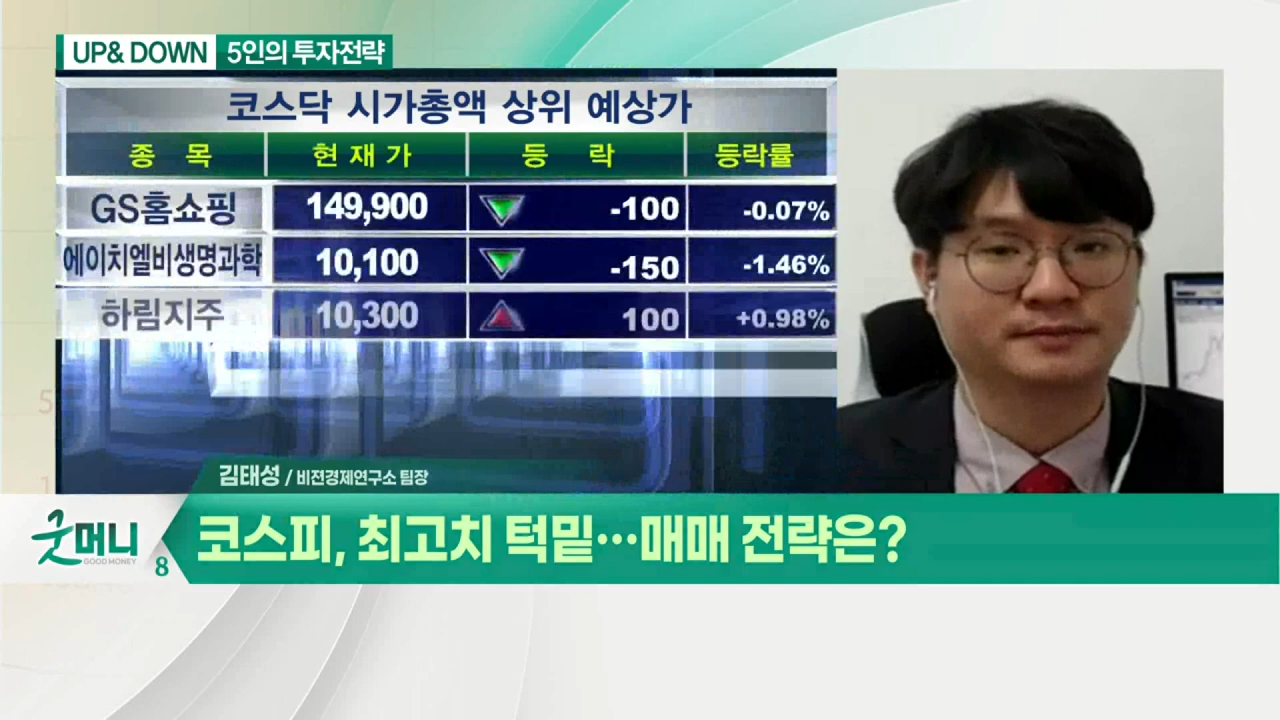 UP& DOWN 5인의 투자전략
코스닥 시가총액 상위 예상가
종 목 현 재 가 등 락 등락률
GS홈쇼핑 149,900 -100 -0.07%
에이치엘비생명과학 10,100 -150 -1.46%
하림지주 10,300 100 +0.98%
5
1
김태성 / 비전경제연구소 팀장
굿머니
GOOD MONEY
8
코스피, 최고치 턱밑…매매 전략은?